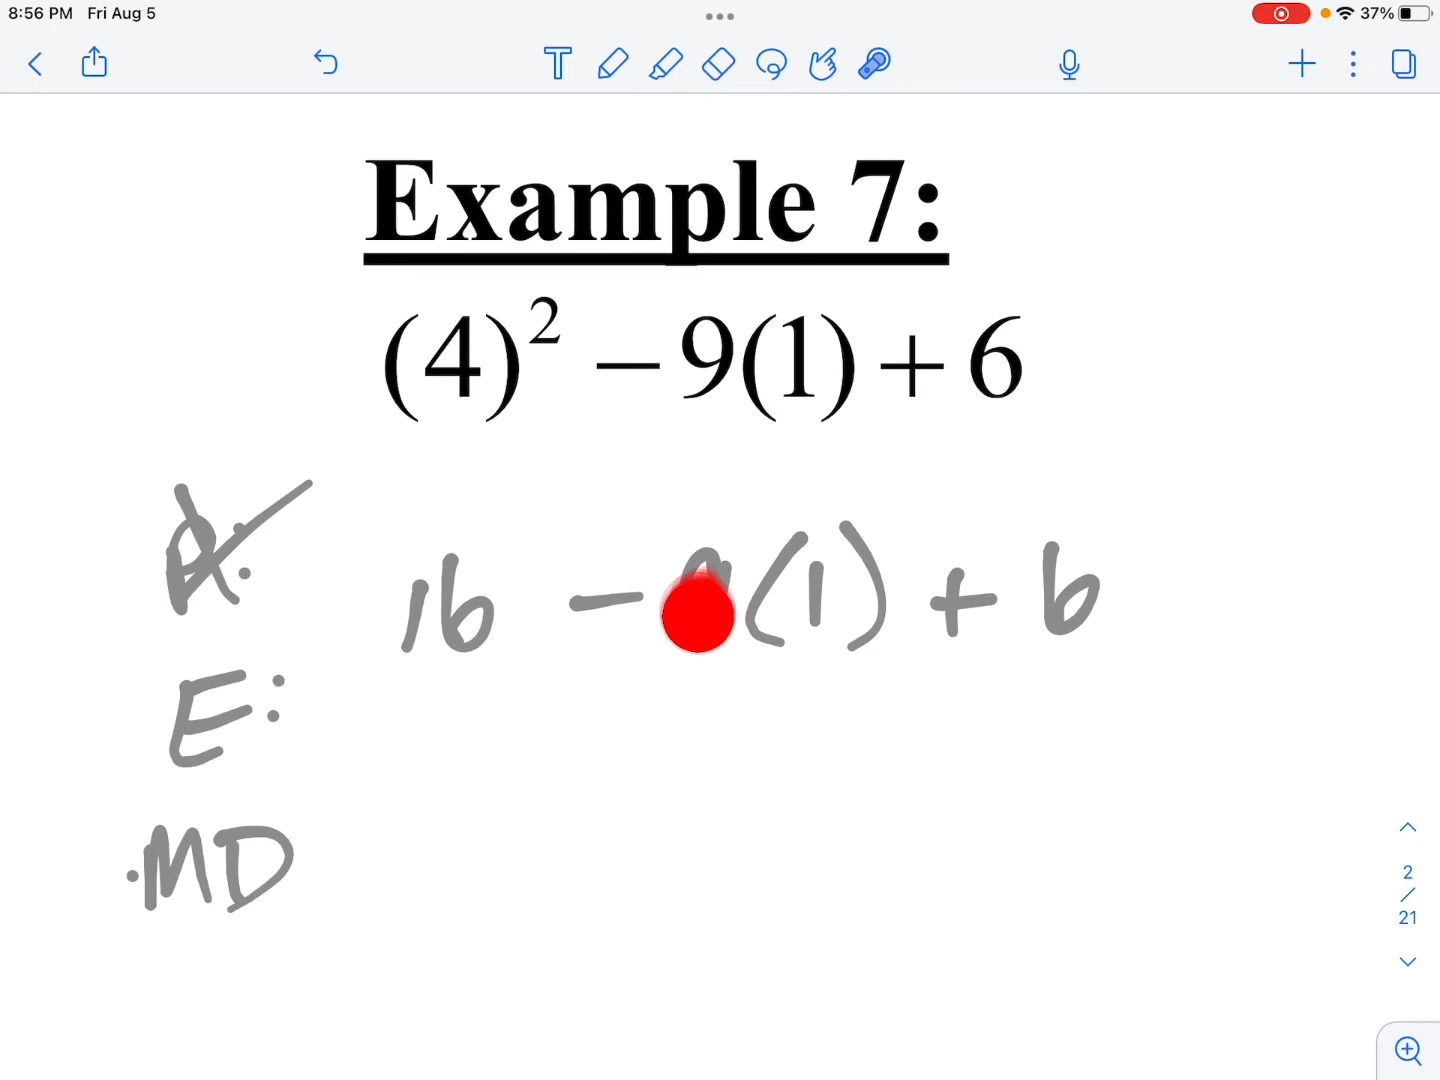 8:56 PM Fri Aug 5
37%
Example 7:
(4)² − 9(1) + 6
P:
16 − 9(1) + 6
E:
MD
2
/
21